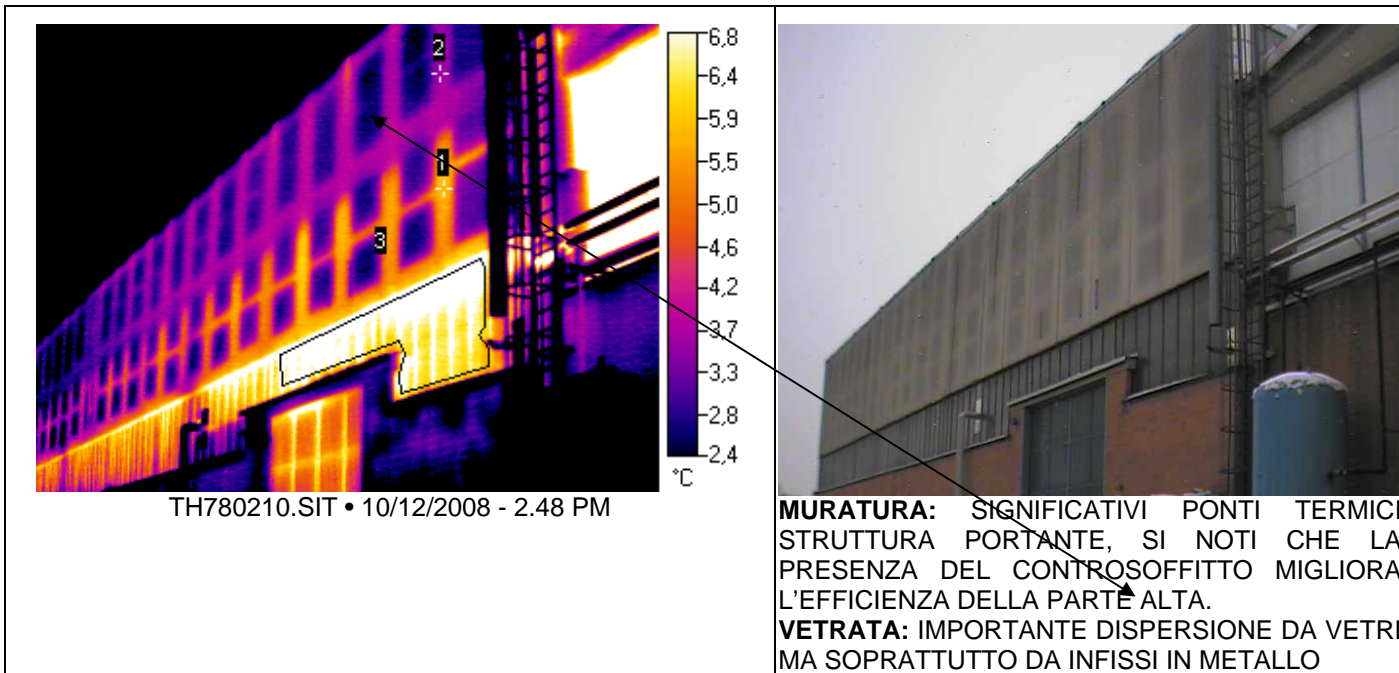 2
1
3
6,8
6,4
5,9
5,5
5,0
4,6
4,2
3,7
3,3
2,8
2,4
°C
TH780210.SIT • 10/12/2008 - 2.48 PM
MURATURA: SIGNIFICATIVI PONTI TERMICI
STRUTTURA PORTANTE, SI NOTI CHE LA
PRESENZA DEL CONTROSOFFITTO MIGLIORA
L'EFFICIENZA DELLA PARTE ALTA.
VETRATA: IMPORTANTE DISPERSIONE DA VETRI
MA SOPRATTUTTO DA INFISSI IN METALLO